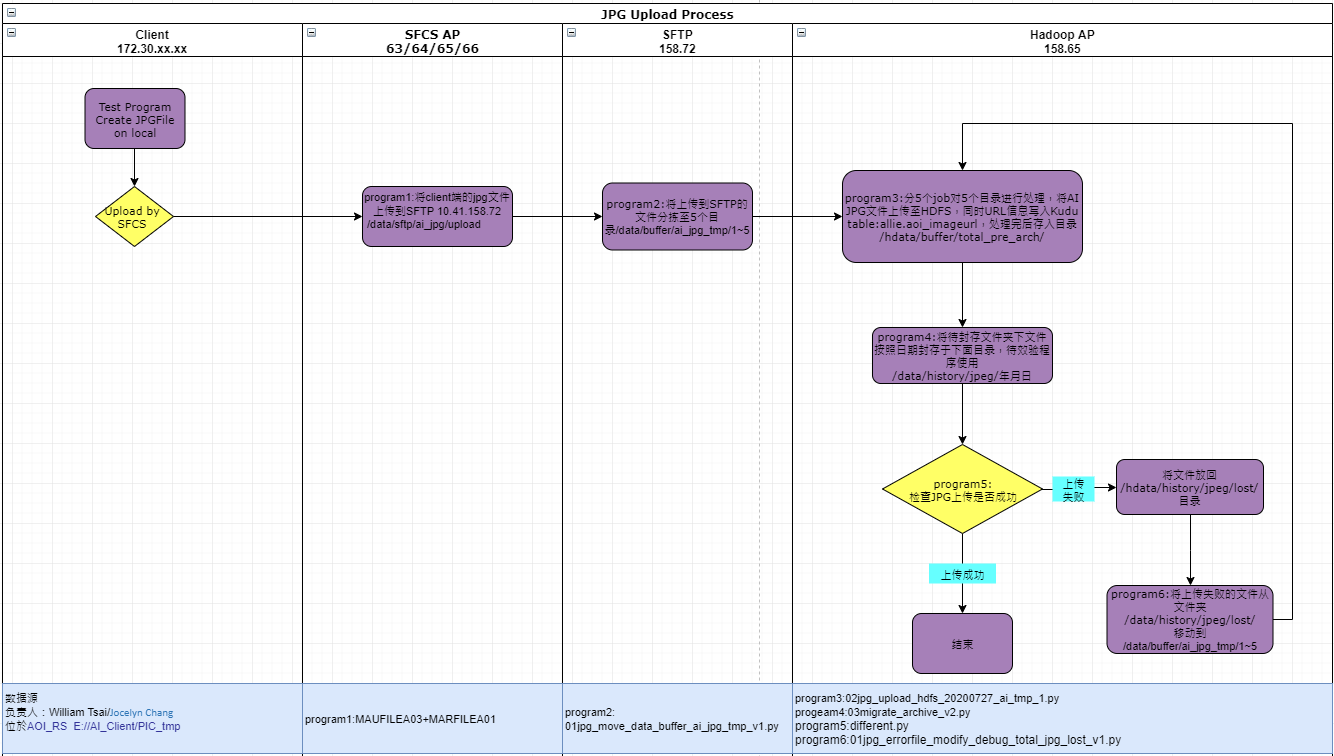 JPG Upload Process
Client
172.30.xx.xx
SFCS AP
63/64/65/66
SFTP
158.72
Hadoop AP
158.65
Test Program
Create JPGFile
on local
Upload by
SFCS
program1:将client端的jpg文件
上传到SFTP 10.41.158.72
/data/sftp/ai_jpg/upload
program2:将上传到SFTP的
文件分拣至5个目
录/data/buffer/ai_jpg_tmp/1~5
program3:分5个job对5个目录进行处理，将AI
JPG文件上传至HDFS，同时URL信息写入Kudu
table:allie.aoi_imageurl，处理完后存入目录
/hdata/buffer/total_pre_arch/
program4:将待封存文件夹下文件
按照日期封存于下面目录，待效验程
序使用
/data/history/jpeg/年月日
program5:
检查JPG上传是否成功
上传
失败
将文件放回
/hdata/history/jpeg/lost/
目录
上传成功
program6:将上传失败的文件从
文件夹
/data/history/jpeg/lost/
移动到
/data/buffer/ai_jpg_tmp/1~5
结束
数据源
负责人：William Tsai/Jocelyn Chang
位於AOI_RS E://AI_Client/PIC_tmp
program1:MAUFILEA03+MARFILEA01
program2:
01jpg_move_data_buffer_ai_jpg_tmp_v1.py
program3:02jpg_upload_hdfs_20200727_ai_tmp_1.py
progeam4:03migrate_archive_v2.py
program5:different.py
program6:01jpg_errorfile_modify_debug_total_jpg_lost_v1.py